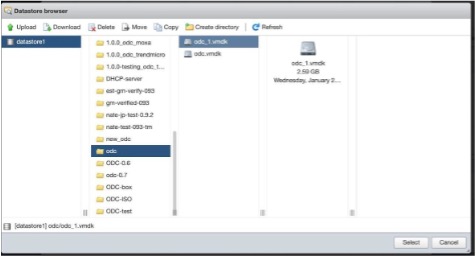 Datastore browser
Upload Download Delete Move Copy Create directory Refresh
datastore1
1.0.0_odc_moxa
1.0.0_odc_trendmicro
1.0.0-testing_odc_1...
DHCP-server
est-gm-verify-093
gm-verified-093
nate-jp-test-0.9.2
nate-test-093-tm
new_odc
odc
ODC-0.6
odc-0.7
ODC-box
ODC-ISO
ODC-test
odc_1.vmdk
odc.vmdk
odc_1.vmdk
2.59 GB
Wednesday, January 2...
[datastore1] odc/odc_1.vmdk
Select Cancel